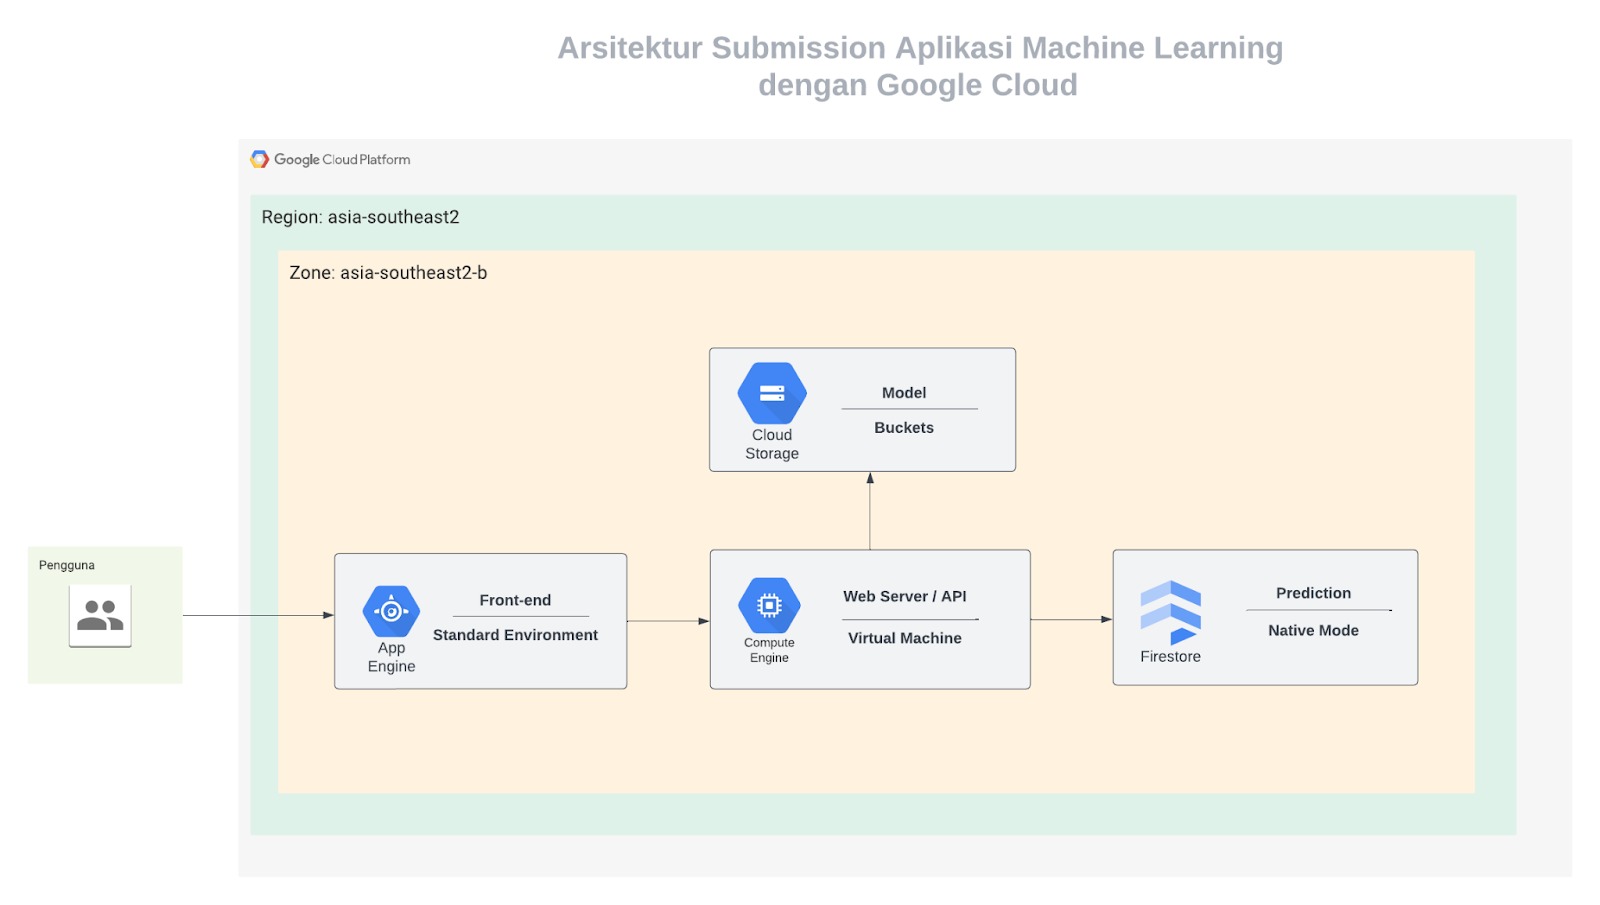 Arsitektur Submission Aplikasi Machine Learning
dengan Google Cloud
Google Cloud Platform
Region: asia-southeast2
Zone: asia-southeast2-b
Cloud
Storage
Model
Buckets
Pengguna
App
Engine
Front-end
Standard Environment
Compute
Engine
Web Server / API
Virtual Machine
Firestore
Prediction
Native Mode